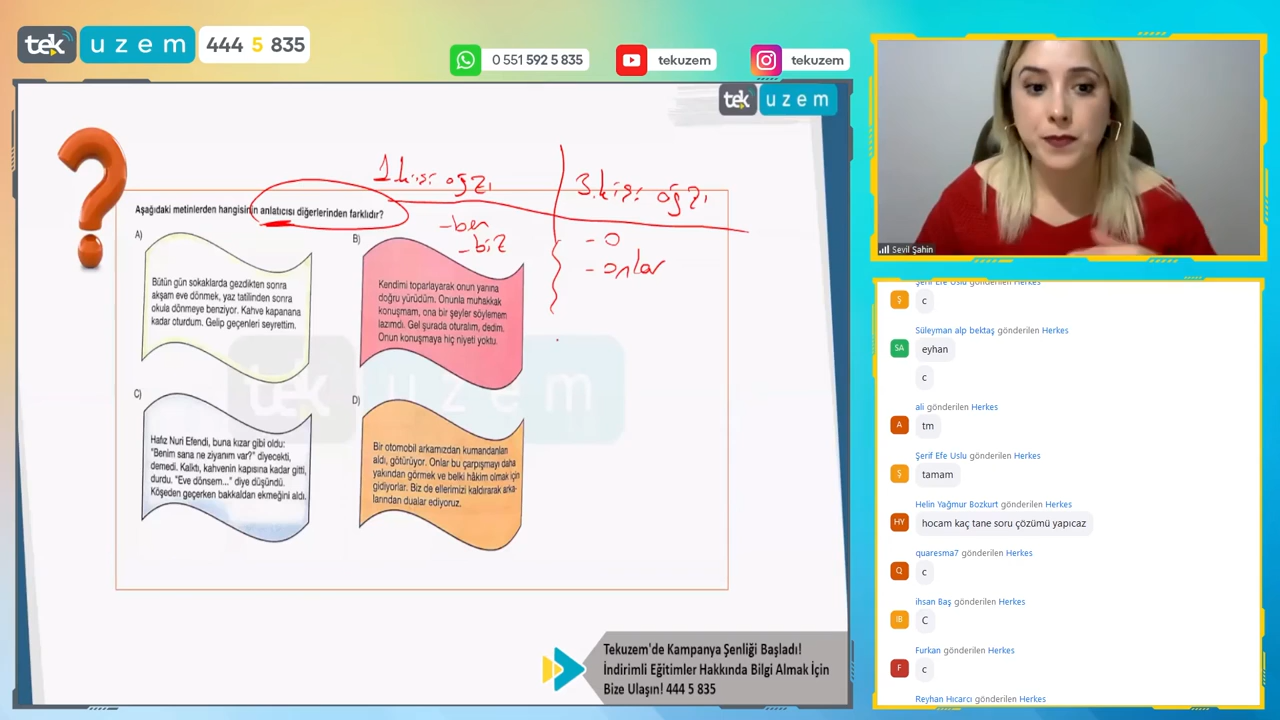 tek uzem 444 5 835
0 551 592 5 835
tekuzem
tekuzem
tek uzem
1. kişi ağzı
3. kişi ağzı
Aşağıdaki metinlerden hangisinin anlatıcısı diğerlerinden farklıdır?
-ben
-biz
- o
- onlar
A)
Bütün gün sokaklarda gezdikten sonra
akşam eve dönmek, yaz tatilinden sonra
okula dönmeye benziyor. Kahve kapanana
kadar oturdum. Gelip geçenleri seyrettim.
B)
Kendimi toparlayarak onun yanına
doğru yürüdüm. Onunla muhakkak
konuşmam, ona bir şeyler söylemem
lazımdı. Gel şurada oturalım, dedim.
Onun konuşmaya hiç niyeti yoktu.
C)
Hafız Nuri Efendi, buna kızar gibi oldu:
"Benim sana ne ziyanım var?" diyecekti,
demedi. Kalktı, kahvenin kapısına kadar gitti,
durdu. "Eve dönsem..." diye düşündü.
Köşeden geçerken bakkaldan ekmeğini aldı.
D)
Bir otomobil arkamızdan kumandanları
aldı, götürüyor. Onlar bu çarpışmayı daha
yakından görmek ve belki hâkim olmak için
gidiyorlar. Biz de ellerimizi kaldırarak arka-
larından dualar ediyoruz.
tek uzem
Tekuzem'de Kampanya Şenliği Başladı!
İndirimli Eğitimler Hakkında Bilgi Almak İçin
Bize Ulaşın! 444 5 835
Sevil Şahin
Şerif Efe Uslu gönderilen Herkes
Ş
c
Süleyman alp bektaş gönderilen Herkes
SA
eyhan
c
ali gönderilen Herkes
A
tm
Şerif Efe Uslu gönderilen Herkes
Ş
tamam
Helin Yağmur Bozkurt gönderilen Herkes
HY
hocam kaç tane soru çözümü yapıcaz
quaresma7 gönderilen Herkes
Q
c
ihsan Baş gönderilen Herkes
İB
C
Furkan gönderilen Herkes
F
c
Reyhan Hıcarcı gönderilen Herkes